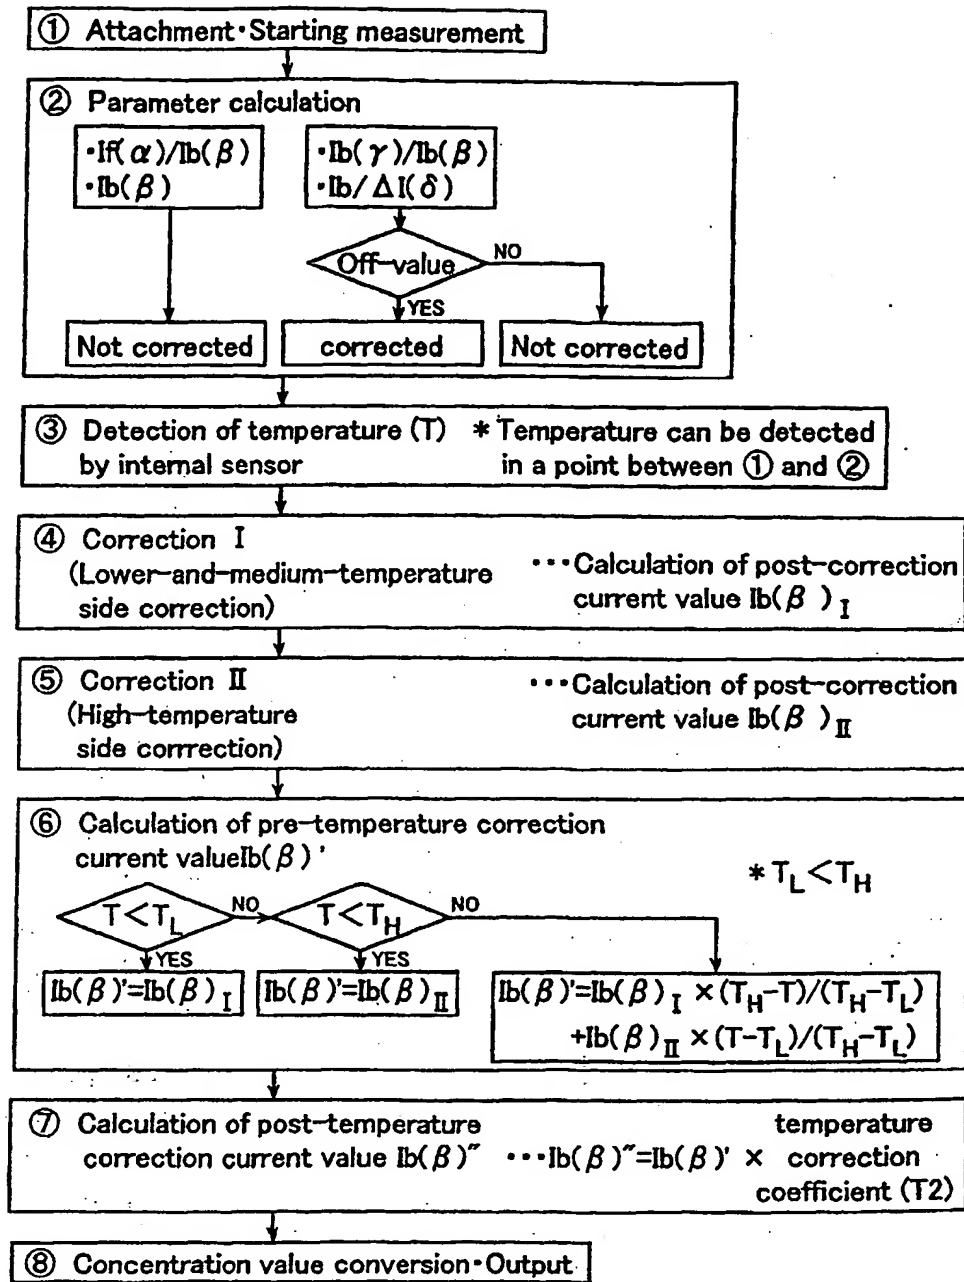 ① Attachment·Starting measurement
② Parameter calculation
·If(α)/Ib(β)
·Ib(β)
·Ib(γ)/Ib(β)
·Ib/ΔI(δ)
Off-value
NO
YES
Not corrected
corrected
Not corrected
③ Detection of temperature (T)
by internal sensor
* Temperature can be detected
in a point between ① and ②
④ Correction I
(Lower-and-medium-temperature
side correction)
···Calculation of post-correction
current value Ib(β )I
⑤ Correction II
(High-temperature
side corrrection)
···Calculation of post-correction
current value Ib(β )II
⑥ Calculation of pre-temperature correction
current valueIb(β)'
* TL<TH
T<TL
NO
T<TH
NO
YES
YES
Ib(β)'=Ib(β)I
Ib(β)'=Ib(β)II
Ib(β)'=Ib(β)I ×(TH-T)/(TH-TL)
+Ib(β)II ×(T-TL)/(TH-TL)
⑦ Calculation of post-temperature
correction current value Ib(β)"
···Ib(β)"=Ib(β)' ×
temperature
correction
coefficient (T2)
⑧ Concentration value conversion·Output